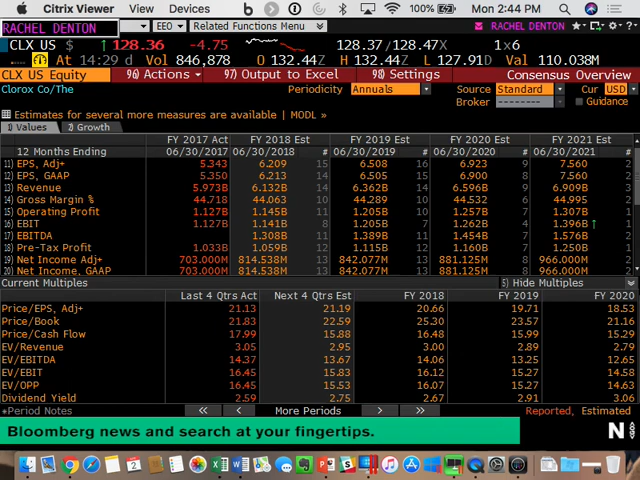 Citrix Viewer View Devices 100% Mon 2:44 PM
RACHEL DENTON EEO Related Functions Menu RACHEL DENTON
CLX US ↑ 128.36 -4.75 128.37/128.47X 1x6
At 14:29 d Vol 846,878 O 132.44Z H 132.44Z L 127.91D Val 110.038M
CLX US Equity 96) Actions 97) Output to Excel 98) Settings Consensus Overview
Clorox Co/The Periodicity Annuals Source Standard Cur USD
Broker -------- Guidance
Estimates for several more measures are available | MODL »
1) Values 2) Growth
FY 2017 Act FY 2018 Est FY 2019 Est FY 2020 Est FY 2021 Est
12 Months Ending 06/30/2017 06/30/2018 06/30/2019 06/30/2020 06/30/2021
11) EPS, Adj+ 5.343 6.209 15 6.508 16 6.923 9 7.560 2
12) EPS, GAAP 5.350 6.213 14 6.505 15 6.900 8 7.560 2
13) Revenue 5.973B 6.132B 14 6.362B 14 6.596B 9 6.909B 3
14) Gross Margin % 44.718 44.063 10 44.289 10 44.532 6 44.995 2
15) Operating Profit 1.127B 1.145B 11 1.205B 10 1.257B 8 1.307B 1
16) EBIT 1.127B 1.141B 8 1.205B 7 1.262B 4 1.396B ↑ 1
17) EBITDA 1.308B 11 1.389B 11 1.454B 8 1.576B 2
18) Pre-Tax Profit 1.033B 1.059B 12 1.115B 12 1.160B 7 1.250B 1
19) Net Income Adj+ 703.000M 814.538M 13 842.077M 13 881.125M 8 966.000M 2
20) Net Income, GAAP 703.000M 814.538M 13 842.077M 13 881.125M 8 966.000M 2
Current Multiples 5) Hide Multiples
Last 4 Qtrs Act Next 4 Qtrs Est FY 2018 FY 2019 FY 2020
Price/EPS, Adj+ 21.13 21.19 20.66 19.71 18.53
Price/Book 21.83 22.59 25.30 23.57 21.16
Price/Cash Flow 17.99 15.88 16.48 15.99 15.29
EV/Revenue 3.05 2.95 3.00 2.89 2.79
EV/EBITDA 14.37 13.67 14.06 13.25 12.65
EV/EBIT 16.45 15.83 16.12 15.27 14.58
EV/OPP 16.45 15.53 16.07 15.27 14.63
Dividend Yield 2.59 2.75 2.67 2.91 3.06
*Period Notes « ‹ More Periods › » Reported, Estimated
Bloomberg news and search at your fingertips.
N